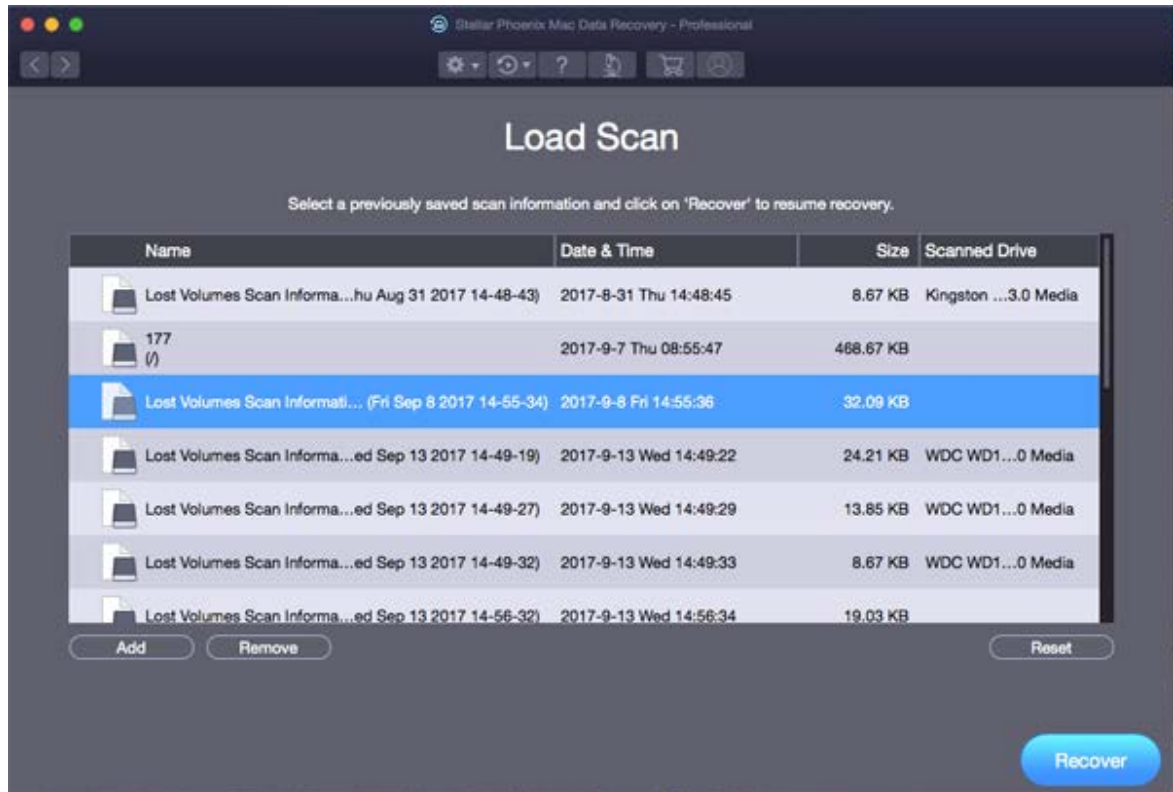 Stellar Phoenix Mac Data Recovery - Professional
?
Load Scan
Select a previously saved scan information and click on 'Recover' to resume recovery.
Name Date & Time Size Scanned Drive
Lost Volumes Scan Informa...hu Aug 31 2017 14-48-43) 2017-8-31 Thu 14:48:45 8.67 KB Kingston ...3.0 Media
177
(/) 2017-9-7 Thu 08:55:47 468.67 KB
Lost Volumes Scan Informati... (Fri Sep 8 2017 14-55-34) 2017-9-8 Fri 14:55:36 32.09 KB
Lost Volumes Scan Informa...ed Sep 13 2017 14-49-19) 2017-9-13 Wed 14:49:22 24.21 KB WDC WD1...0 Media
Lost Volumes Scan Informa...ed Sep 13 2017 14-49-27) 2017-9-13 Wed 14:49:29 13.85 KB WDC WD1...0 Media
Lost Volumes Scan Informa...ed Sep 13 2017 14-49-32) 2017-9-13 Wed 14:49:33 8.67 KB WDC WD1...0 Media
Lost Volumes Scan Informa...ed Sep 13 2017 14-56-32) 2017-9-13 Wed 14:56:34 19.03 KB
Add Remove Reset
Recover